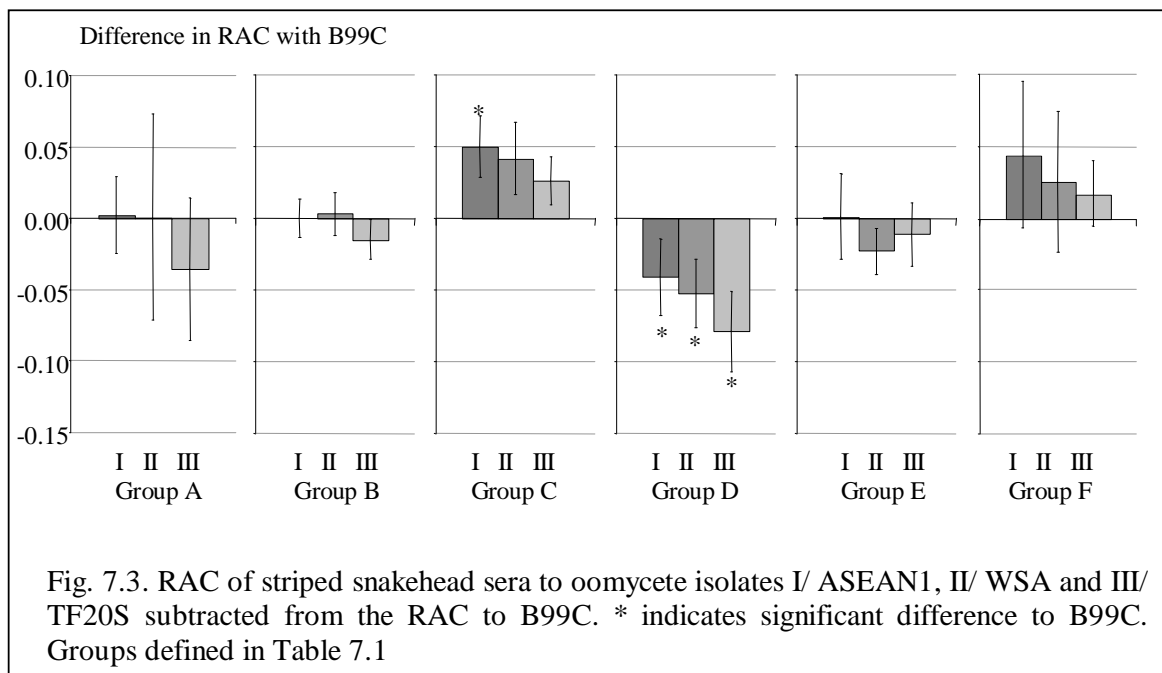 Difference in RAC with B99C
0.10
0.05
0.00
-0.05
-0.10
-0.15
*
* * *
I II III I II III I II III I II III I II III I II III
Group A Group B Group C Group D Group E Group F
Fig. 7.3. RAC of striped snakehead sera to oomycete isolates I/ ASEAN1, II/ WSA and III/
TF20S subtracted from the RAC to B99C. * indicates significant difference to B99C.
Groups defined in Table 7.1